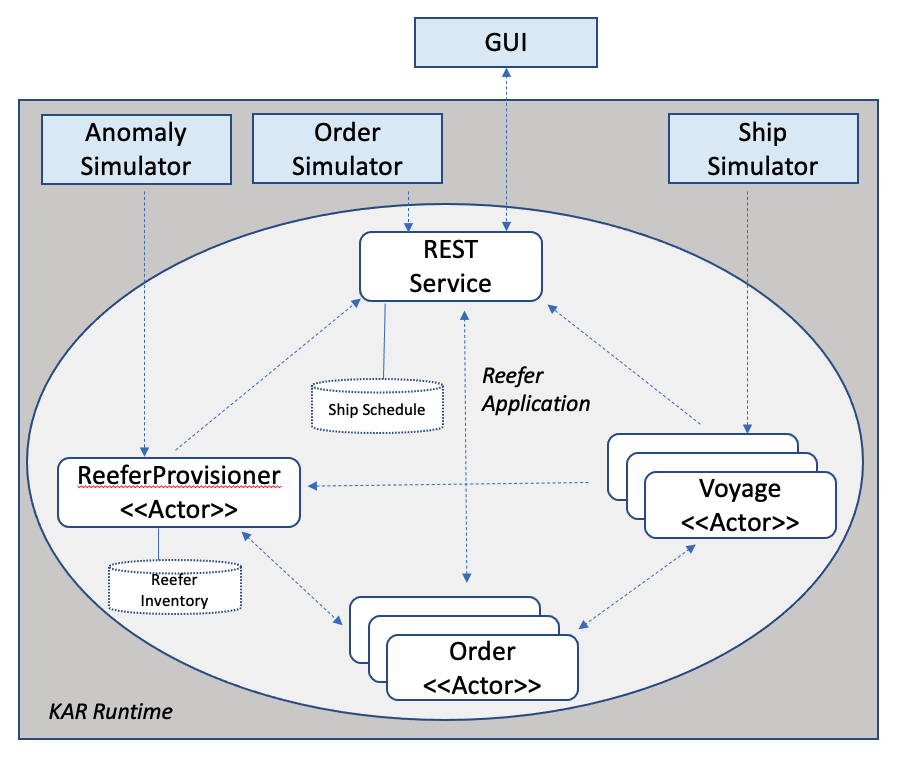 GUI
Anomaly
Simulator
Order
Simulator
Ship
Simulator
REST
Service
Reefer
Application
Ship Schedule
ReeferProvisioner
<<Actor>>
Voyage
<<Actor>>
Reefer
Inventory
Order
<<Actor>>
KAR Runtime